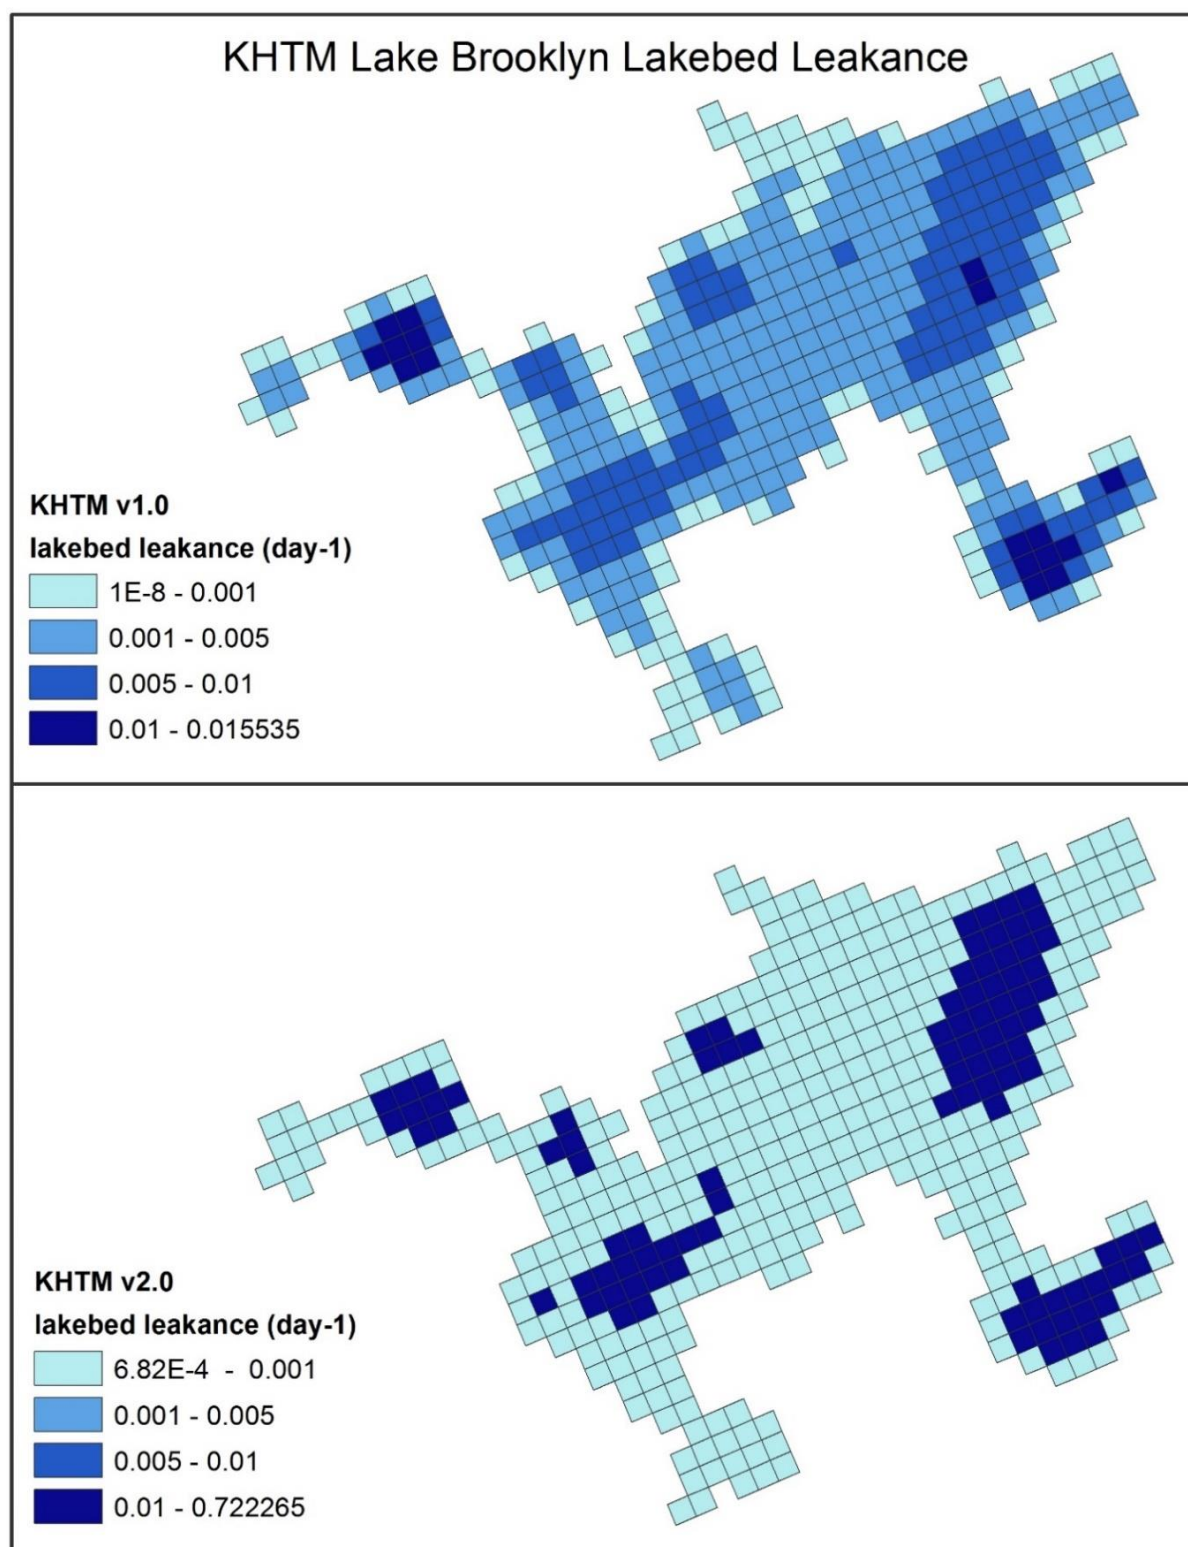 KHTM Lake Brooklyn Lakebed Leakance
KHTM v1.0
lakebed leakance (day-1)
1E-8 - 0.001
0.001 - 0.005
0.005 - 0.01
0.01 - 0.015535
KHTM v2.0
lakebed leakance (day-1)
6.82E-4 - 0.001
0.001 - 0.005
0.005 - 0.01
0.01 - 0.722265